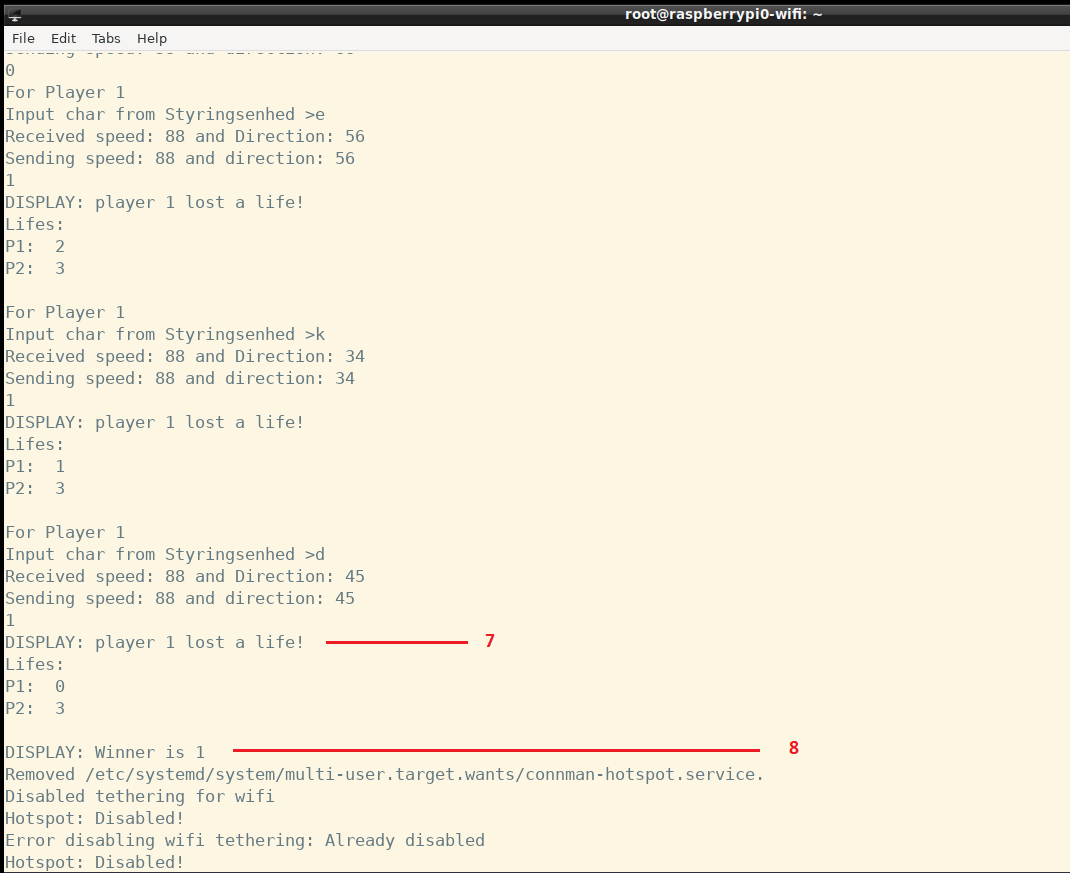 root@raspberrypi0-wifi: ~
File Edit Tabs Help
Sending speed: 88 and direction:
0
For Player 1
Input char from Styringsenhed >e
Received speed: 88 and Direction: 56
Sending speed: 88 and direction: 56
1
DISPLAY: player 1 lost a life!
Lifes:
P1:  2
P2:  3
For Player 1
Input char from Styringsenhed >k
Received speed: 88 and Direction: 34
Sending speed: 88 and direction: 34
1
DISPLAY: player 1 lost a life!
Lifes:
P1:  1
P2:  3
For Player 1
Input char from Styringsenhed >d
Received speed: 88 and Direction: 45
Sending speed: 88 and direction: 45
1
DISPLAY: player 1 lost a life! 7
Lifes:
P1:  0
P2:  3
DISPLAY: Winner is 1 8
Removed /etc/systemd/system/multi-user.target.wants/connman-hotspot.service.
Disabled tethering for wifi
Hotspot: Disabled!
Error disabling wifi tethering: Already disabled
Hotspot: Disabled!